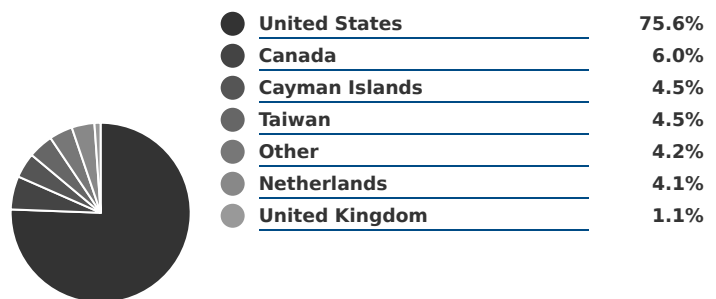 United States 75.6%
Canada 6.0%
Cayman Islands 4.5%
Taiwan 4.5%
Other 4.2%
Netherlands 4.1%
United Kingdom 1.1%